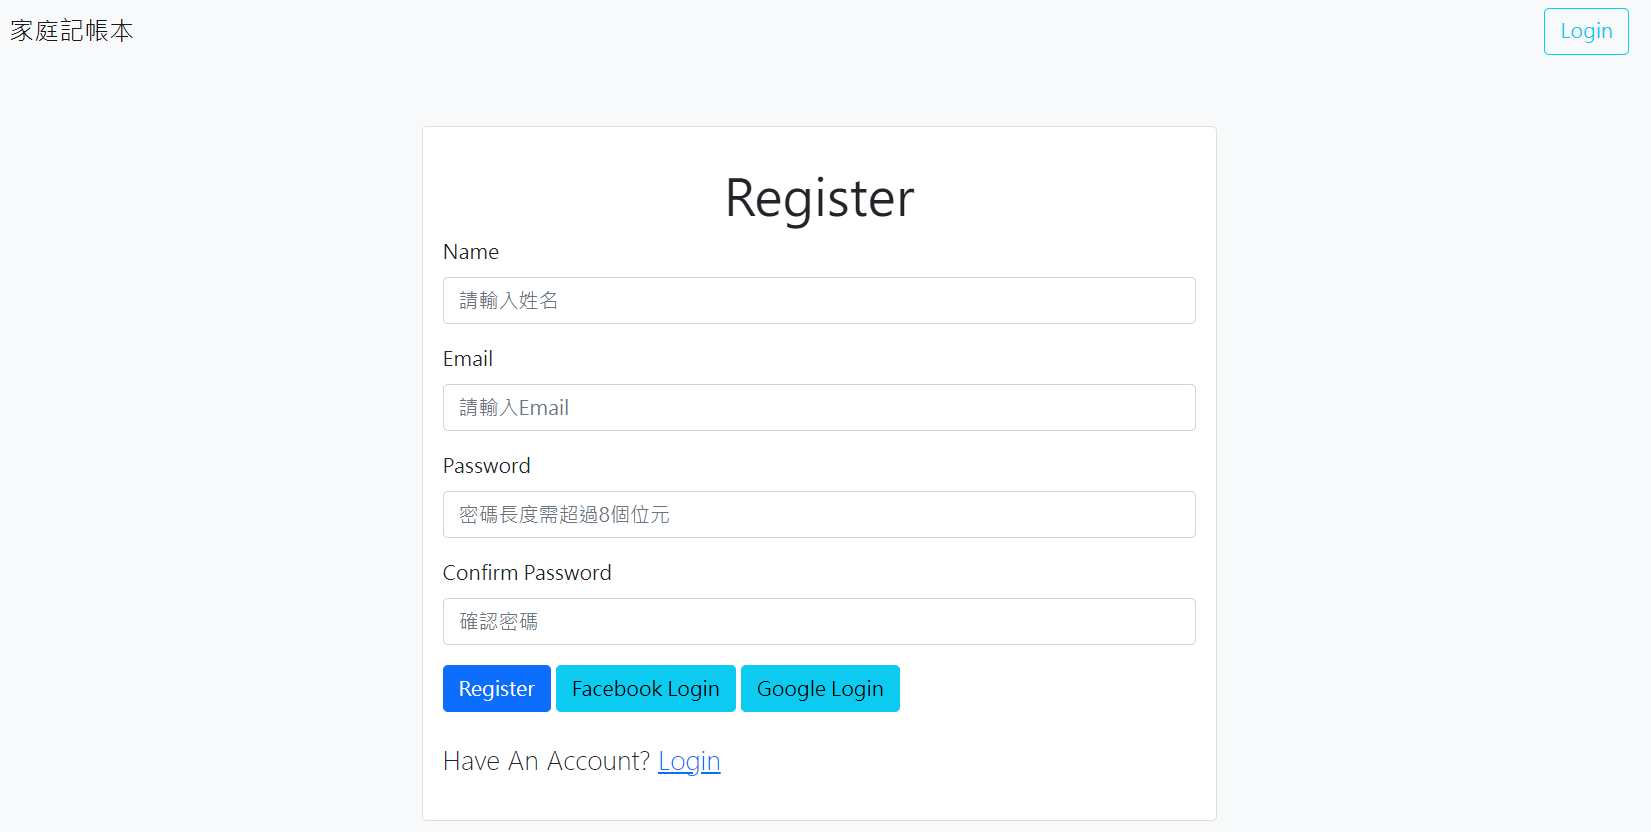 家庭記帳本
Login
Register
Name
請輸入姓名
Email
請輸入Email
Password
密碼長度需超過8個位元
Confirm Password
確認密碼
Register Facebook Login Google Login
Have An Account? Login